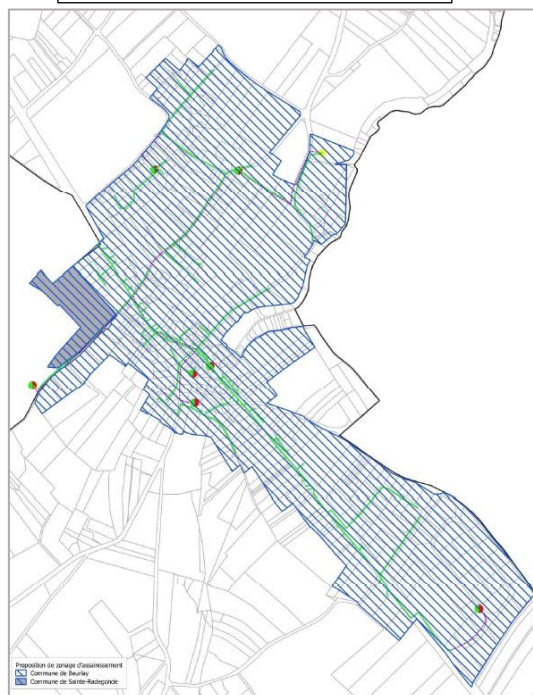 Proposition de zonage d'assainissement
Commune de Beurlay
Commune de Sainte-Radegonde